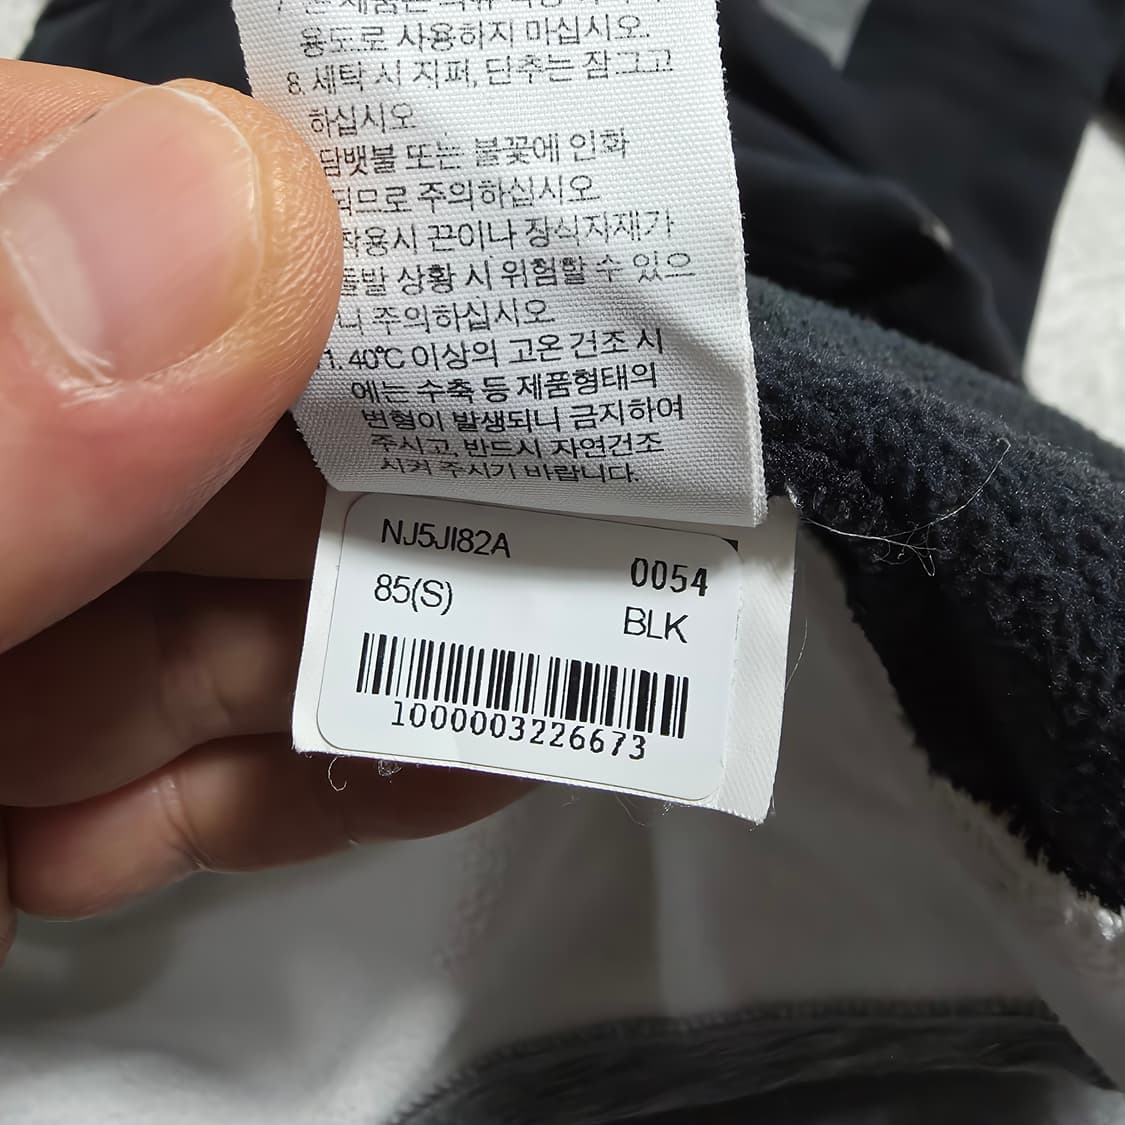 용도로 사용하지 마십시오.
8. 세탁 시 지퍼, 단추는 잠그고
하십시오
담뱃불 또는 불꽃에 인화
되므로 주의하십시오
착용시 끈이나 장식자재가
돌발 상황 시 위험할 수 있으
니 주의하십시오
1. 40℃ 이상의 고온 건조 시
에는 수축 등 제품형태의
변형이 발생되니 금지하여
주시고, 반드시 자연건조
시켜 주시기 바랍니다.
NJ5JI82A
0054
85(S)
BLK
1000003226673